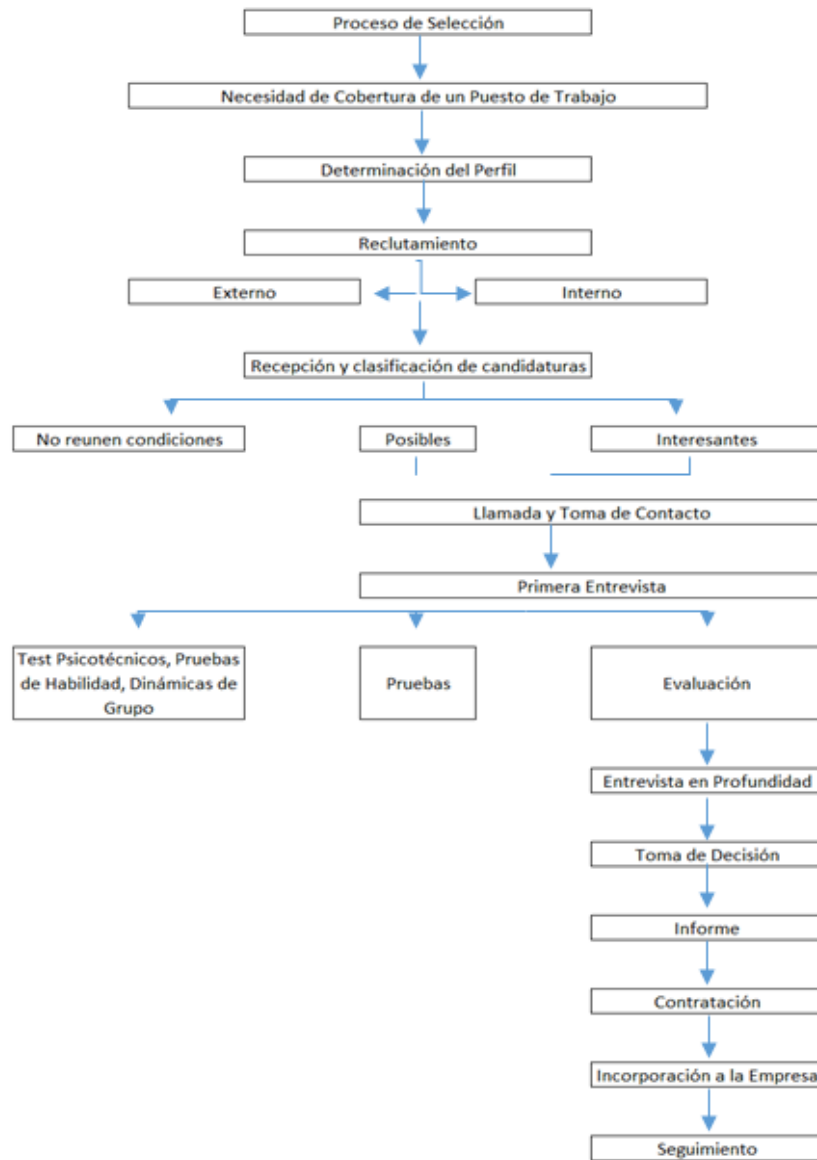 Proceso de Selección
Necesidad de Cobertura de un Puesto de Trabajo
Determinación del Perfil
Reclutamiento
Externo
Interno
Recepción y clasificación de candidaturas
No reunen condiciones
Posibles
Interesantes
Llamada y Toma de Contacto
Primera Entrevista
Test Psicotécnicos, Pruebas
de Habilidad, Dinámicas de
Grupo
Pruebas
Evaluación
Entrevista en Profundidad
Toma de Decisión
Informe
Contratación
Incorporación a la Empresa
Seguimiento